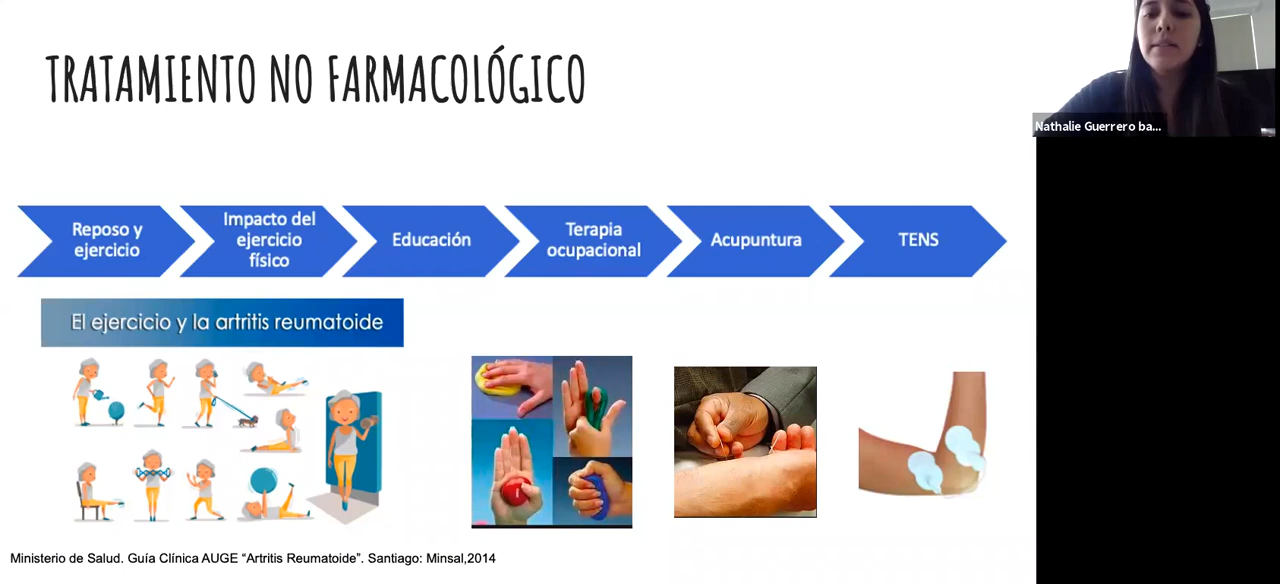 TRATAMIENTO NO FARMACOLÓGICO
Nathalie Guerrero ba...
Reposo y
ejercicio
Impacto del
ejercicio
físico
Educación
Terapia
ocupacional
Acupuntura
TENS
El ejercicio y la artritis reumatoide
Ministerio de Salud. Guía Clínica AUGE “Artritis Reumatoide”. Santiago: Minsal,2014